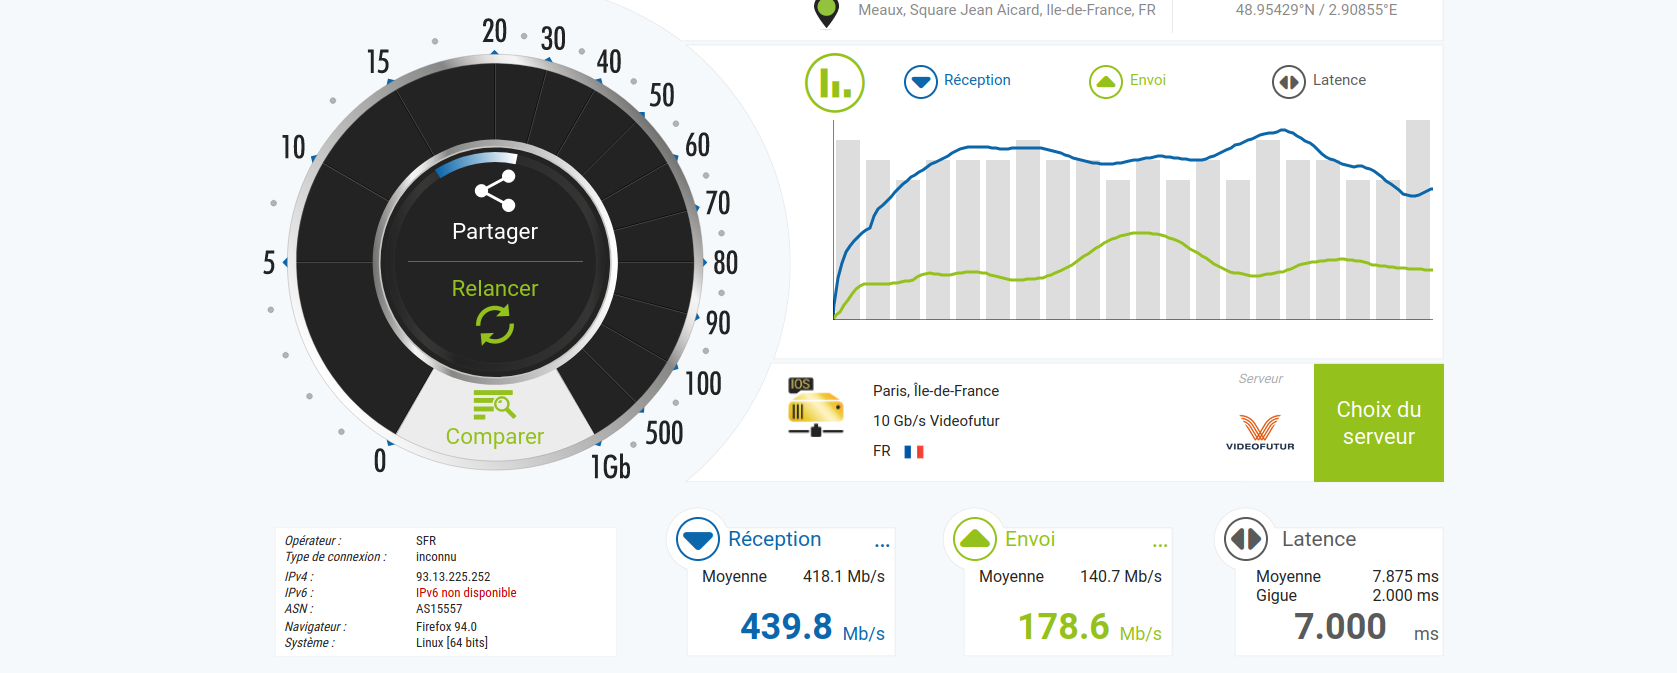 Meaux, Square Jean Aicard, Ile-de-France, FR
48.95429°N / 2.90855°E
20
30
15
40
50
10
60
70
5
80
90
100
500
0
1Gb
Partager
Relancer
Comparer
Réception
Envoi
Latence
IOS
Paris, Île-de-France
10 Gb/s Videofutur
FR
Serveur
VIDEOFUTUR
Choix du
serveur
Opérateur : SFR
Type de connexion : inconnu
IPv4 : 93.13.225.252
IPv6 : IPv6 non disponible
ASN : AS15557
Navigateur : Firefox 94.0
Système : Linux [64 bits]
Réception ...
Moyenne 418.1 Mb/s
439.8 Mb/s
Envoi ...
Moyenne 140.7 Mb/s
178.6 Mb/s
Latence
Moyenne 7.875 ms
Gigue 2.000 ms
7.000 ms